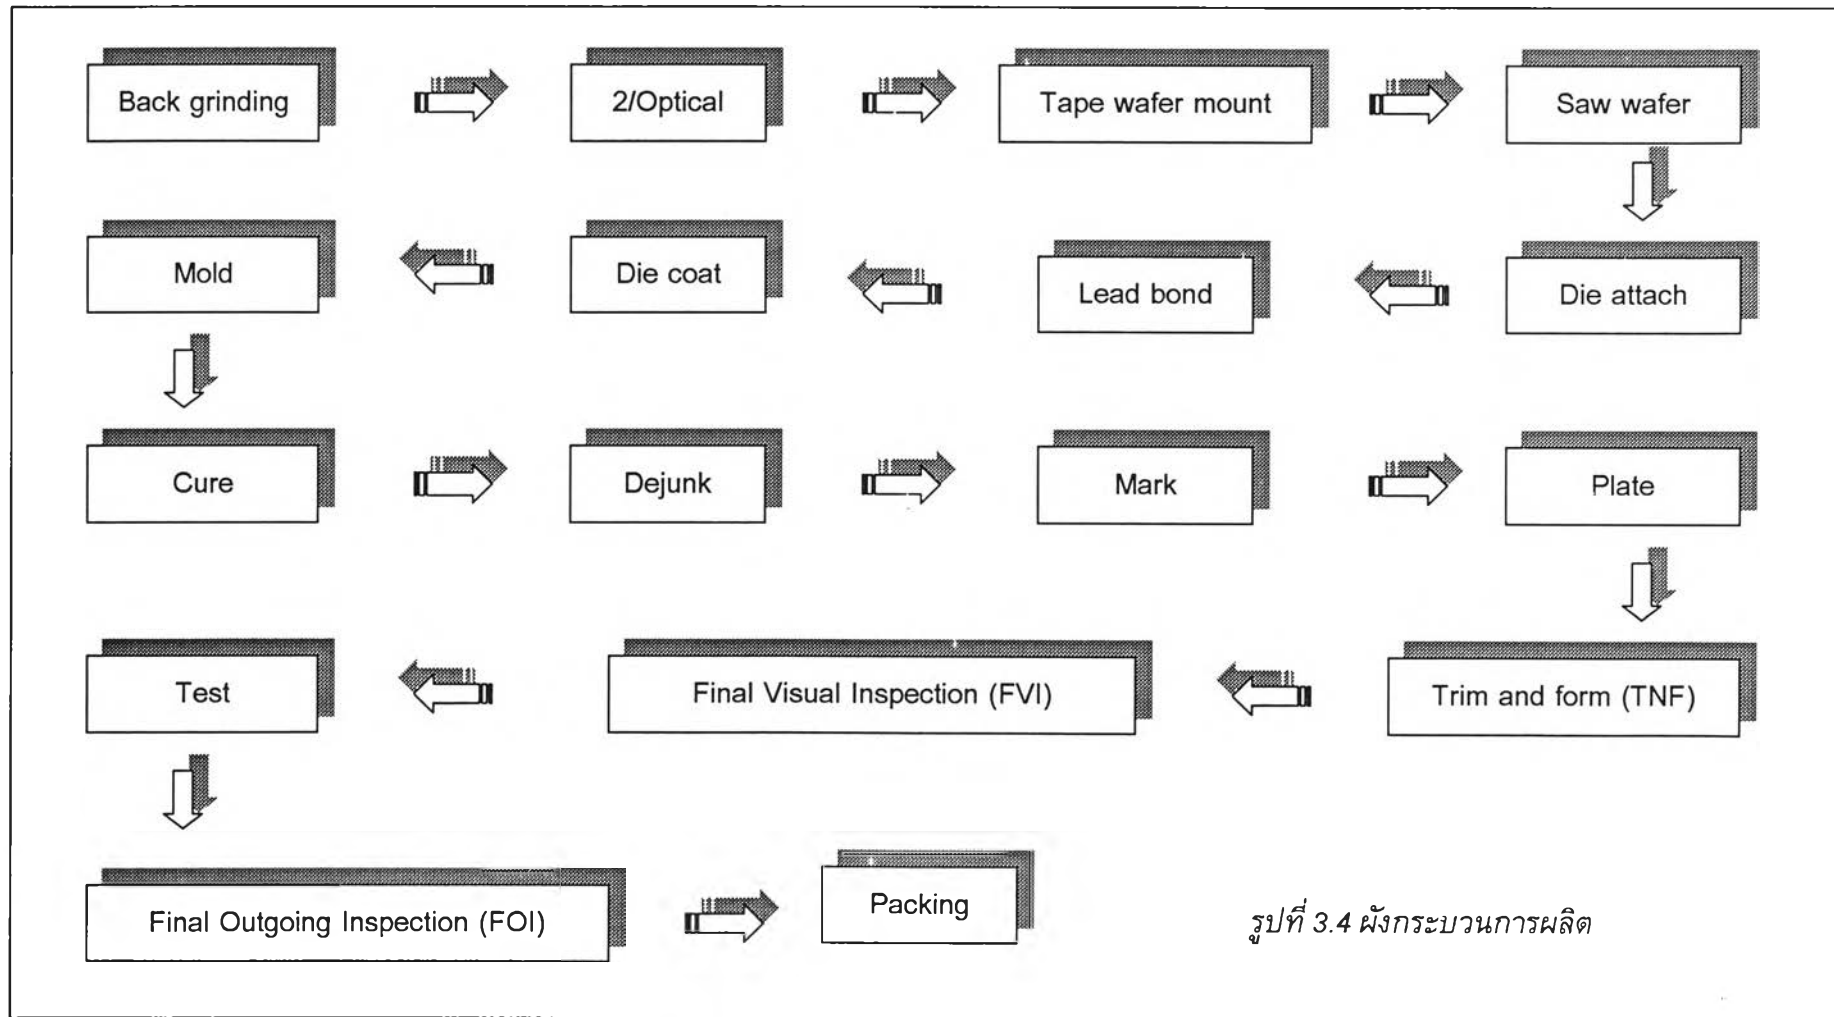 Back grinding
2/Optical
Tape wafer mount
Saw wafer
Die attach
Lead bond
Die coat
Mold
Cure
Dejunk
Mark
Plate
Trim and form (TNF)
Final Visual Inspection (FVI)
Test
Final Outgoing Inspection (FOI)
Packing
รูปที่ 3.4 ผังกระบวนการผลิต